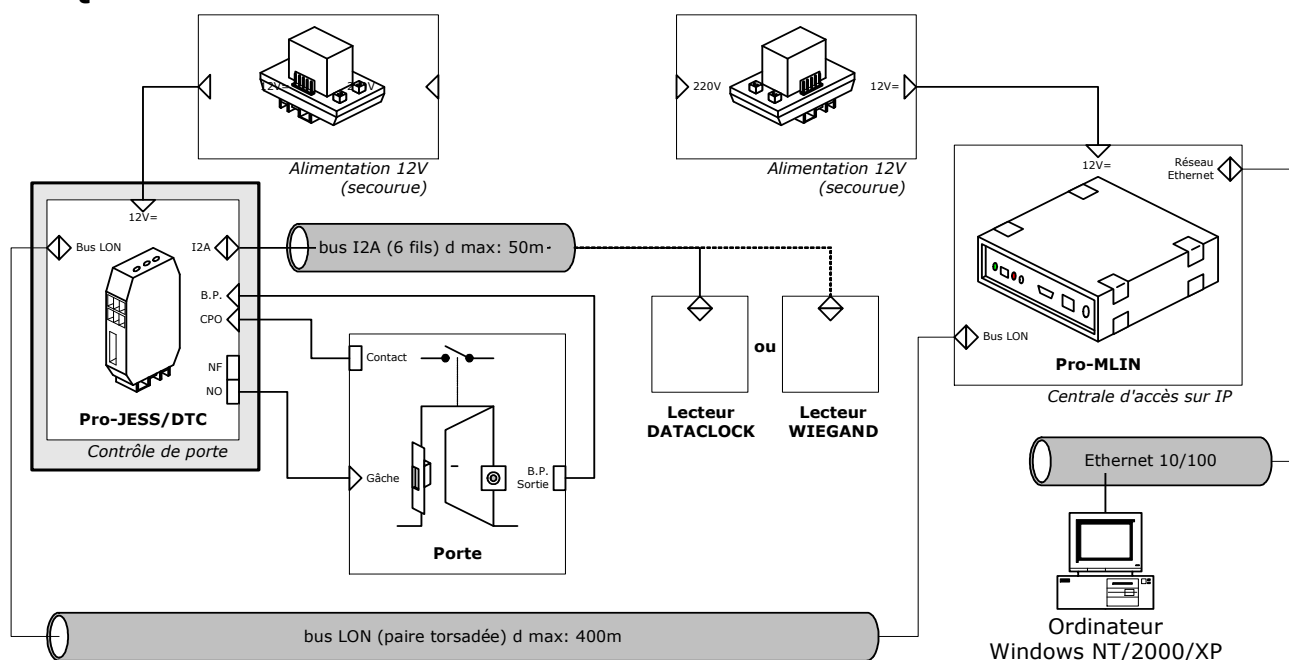 12V=
220V
Alimentation 12V
(secourue)
220V
12V=
Alimentation 12V
(secourue)
12V=
Bus LON
I2A
B.P.
CPO
NF
NO
Pro-JESS/DTC
Contrôle de porte
bus I2A (6 fils) d max: 50m
Contact
Gâche
B.P.
Sortie
Porte
ou
Lecteur
DATACLOCK
Lecteur
WIEGAND
12V=
Réseau
Ethernet
Bus LON
Pro-MLIN
Centrale d'accès sur IP
Ethernet 10/100
Ordinateur
Windows NT/2000/XP
bus LON (paire torsadée) d max: 400m